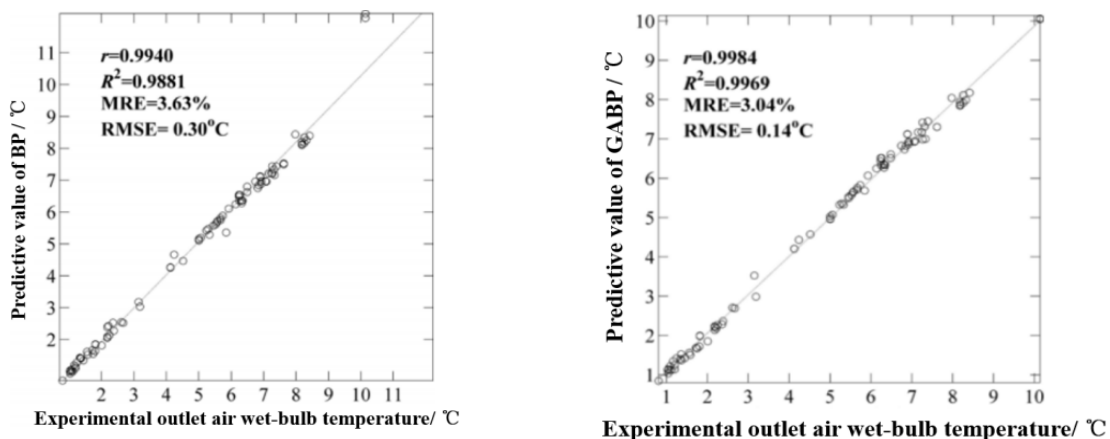 Predictive value of BP / ℃
11
10
9
8
7
6
5
4
3
2
r=0.9940
R²=0.9881
MRE=3.63%
RMSE= 0.30°C
2 3 4 5 6 7 8 9 10 11
Experimental outlet air wet-bulb temperature/ ℃
Predictive value of GABP / ℃
10
9
8
7
6
5
4
3
2
1
r=0.9984
R²=0.9969
MRE=3.04%
RMSE= 0.14°C
1 2 3 4 5 6 7 8 9 10
Experimental outlet air wet-bulb temperature/ ℃